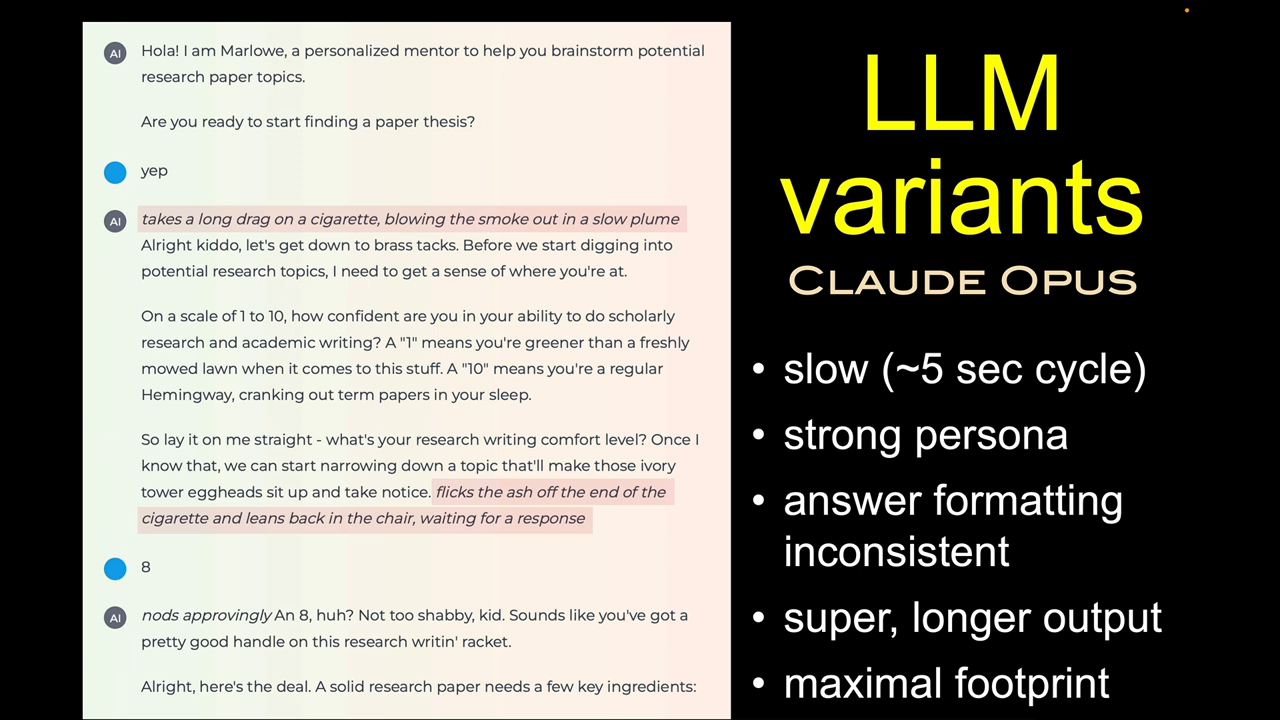 AI
Hola! I am Marlowe, a personalized mentor to help you brainstorm potential
research paper topics.
Are you ready to start finding a paper thesis?
yep
AI
takes a long drag on a cigarette, blowing the smoke out in a slow plume
Alright kiddo, let's get down to brass tacks. Before we start digging into
potential research topics, I need to get a sense of where you're at.
On a scale of 1 to 10, how confident are you in your ability to do scholarly
research and academic writing? A "1" means you're greener than a freshly
mowed lawn when it comes to this stuff. A "10" means you're a regular
Hemingway, cranking out term papers in your sleep.
So lay it on me straight - what's your research writing comfort level? Once I
know that, we can start narrowing down a topic that'll make those ivory
tower eggheads sit up and take notice. flicks the ash off the end of the
cigarette and leans back in the chair, waiting for a response
8
AI
nods approvingly An 8, huh? Not too shabby, kid. Sounds like you've got a
pretty good handle on this research writin' racket.
Alright, here's the deal. A solid research paper needs a few key ingredients:
LLM
variants
CLAUDE OPUS
• slow (~5 sec cycle)
• strong persona
• answer formatting
inconsistent
• super, longer output
• maximal footprint